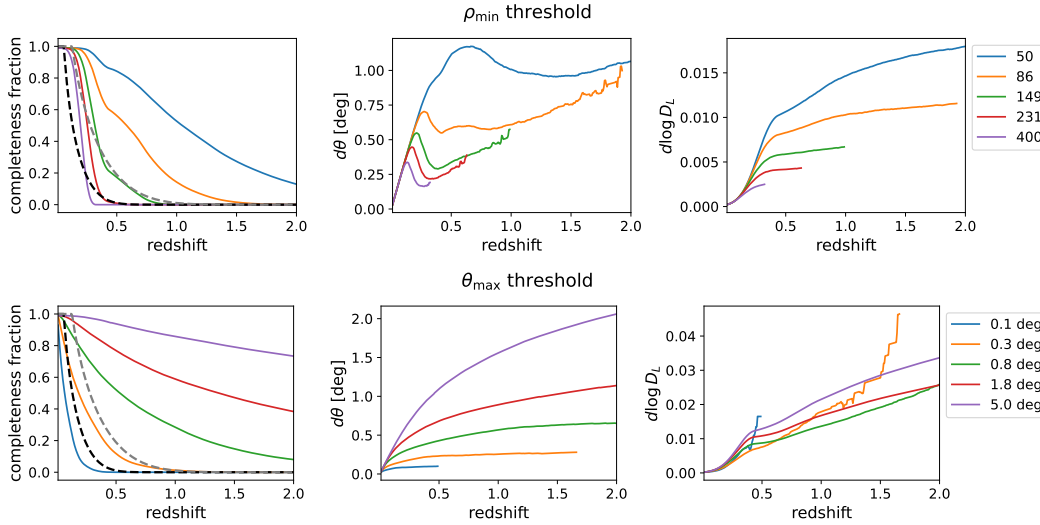 ρmin threshold
completeness fraction
1.0
0.8
0.6
0.4
0.2
0.0
0.5 1.0 1.5 2.0
redshift
dθ [deg]
1.00
0.75
0.50
0.25
0.00
0.5 1.0 1.5 2.0
redshift
dlog D_L
0.015
0.010
0.005
0.000
0.5 1.0 1.5 2.0
redshift
50
86
149
231
400
θmax threshold
completeness fraction
1.0
0.8
0.6
0.4
0.2
0.0
0.5 1.0 1.5 2.0
redshift
dθ [deg]
2.0
1.5
1.0
0.5
0.0
0.5 1.0 1.5 2.0
redshift
dlog D_L
0.04
0.03
0.02
0.01
0.00
0.5 1.0 1.5 2.0
redshift
0.1 deg
0.3 deg
0.8 deg
1.8 deg
5.0 deg